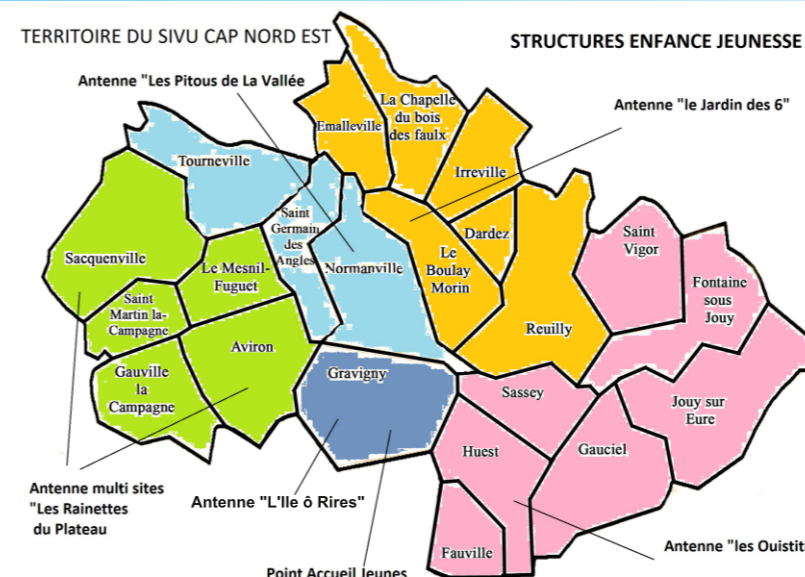 TERRITOIRE DU SIVU CAP NORD EST
STRUCTURES ENFANCE JEUNESSE
Antenne "Les Pitous de La Vallée
Antenne "le Jardin des 6"
La Chapelle
du bois
des faulx
Emalleville
Irreville
Tourneville
Saint
Germain
des
Angles
Dardez
Saint
Vigor
Sacquenville
Le Mesnil-
Fuguet
Normanville
Le
Boulay
Morin
Fontaine
sous
Jouy
Saint
Martin la-
Campagne
Reuilly
Aviron
Gauville
la
Campagne
Gravigny
Sassey
Jouy sur
Eure
Huest
Gauciel
Antenne multi sites
"Les Rainettes
du Plateau
Antenne "L'Ile ô Rires"
Fauville
Antenne "les Ouistit
Point Accueil Jeunes